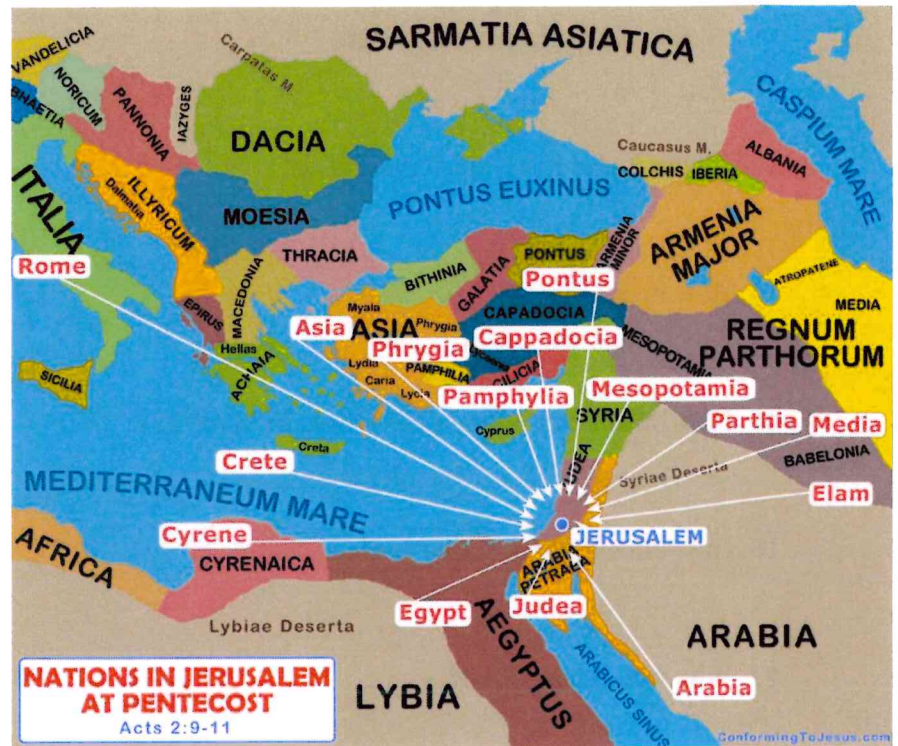 SARMATIA ASIATICA
VANDELICIA
Carpatas M.
NORICUM
IAZYGES
CASPIUM MARE
BHAETIA
PANNONIA
DACIA
Caucasus M.
ALBANIA
COLCHIS
IBERIA
ITALIA
ILLYRICUM
Dalmatia
PONTUS EUXINUS
MOESIA
ARMENIA
MINOR
ARMENIA
MAJOR
THRACIA
PONTUS
Rome
MACEDONIA
BITHINIA
GALATIA
Pontus
ATROPATENE
EPIRUS
Myala
CAPADOCIA
MEDIA
Asia
ASIA
Phrygia
Cappadocia
MESOPOTAMIA
REGNUM
PARTHORUM
Hellas
Phrygia
Lydia
PAMPHILIA
CILICIA
SICILIA
ACHAIA
Caria
Lycia
Pamphylia
Mesopotamia
SYRIA
Parthia
Media
Cyprus
Creta
Crete
JUDEA
BABELONIA
Syriae Deserta
MEDITERRANEUM MARE
Elam
Cyrene
JERUSALEM
AFRICA
CYRENAICA
ARABIA
PETRAEA
Egypt
Judea
Lybiae Deserta
AEGYPTUS
ARABIA
NATIONS IN JERUSALEM
AT PENTECOST
Acts 2:9-11
LYBIA
ARABICUS SINUS
Arabia
ConformingToJesus.com